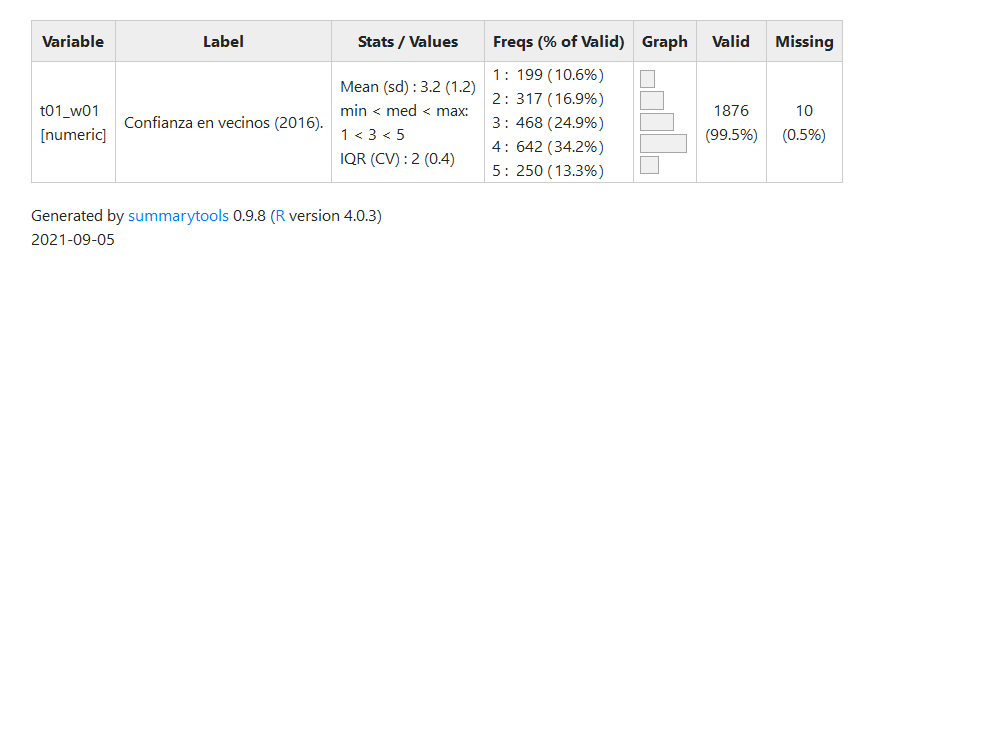 Variable Label Stats / Values Freqs (% of Valid) Graph Valid Missing
t01_w01
[numeric]
Confianza en vecinos (2016).
Mean (sd) : 3.2 (1.2)
min < med < max:
1 < 3 < 5
IQR (CV) : 2 (0.4)
1 : 199 (10.6%)
2 : 317 (16.9%)
3 : 468 (24.9%)
4 : 642 (34.2%)
5 : 250 (13.3%)
1876
(99.5%)
10
(0.5%)
Generated by summarytools 0.9.8 (R version 4.0.3)
2021-09-05